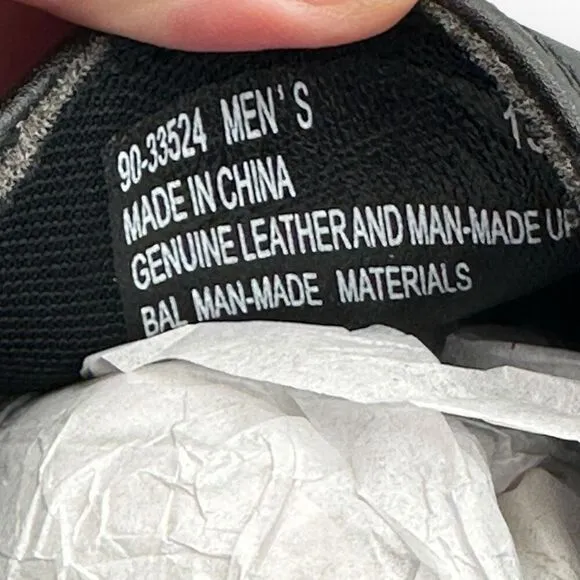 90-33524 MEN'S
MADE IN CHINA
GENUINE LEATHER AND MAN-MADE UP
BAL MAN-MADE MATERIALS